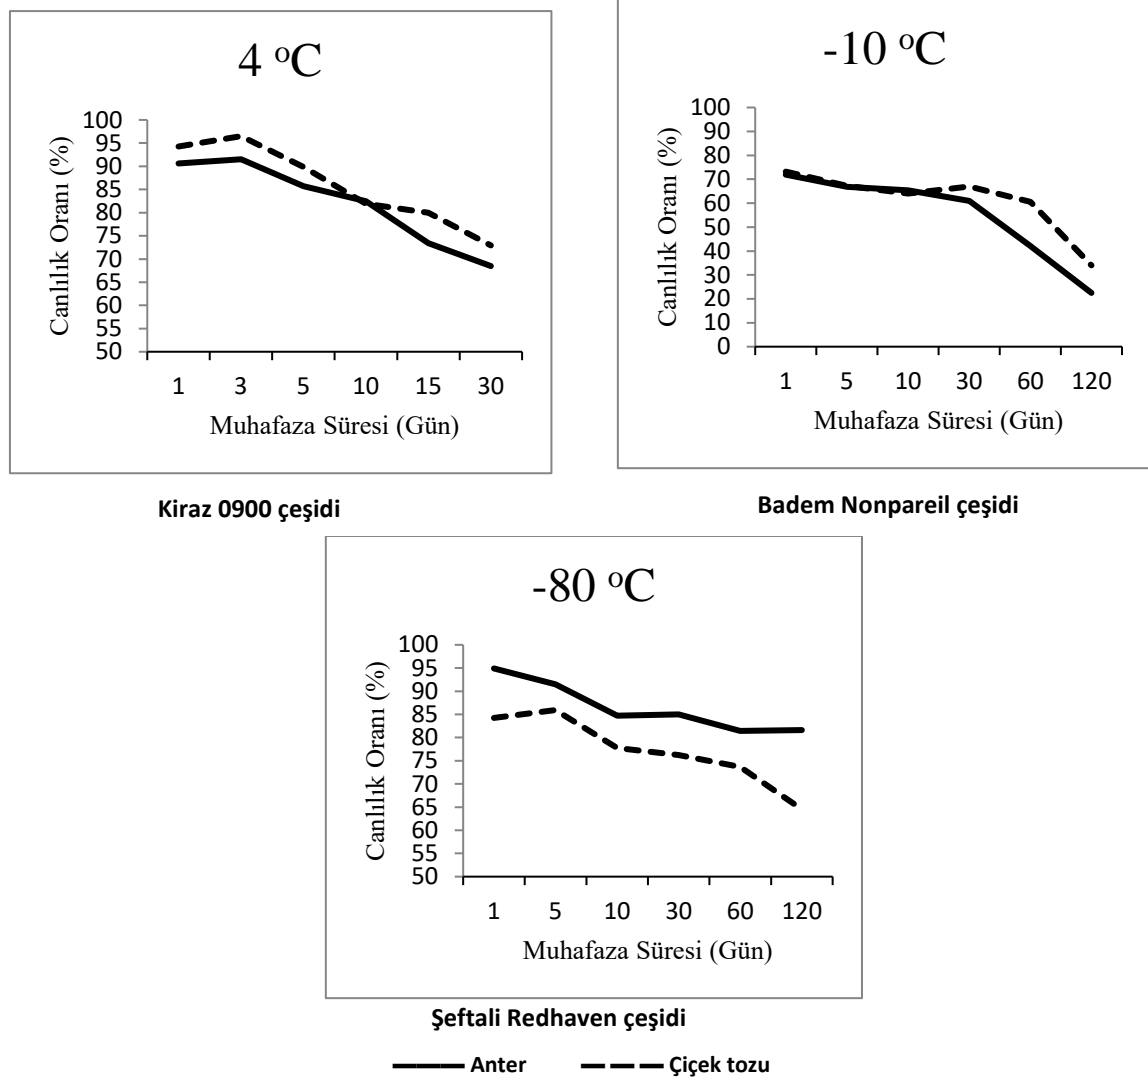 4 ºC
Canlılık Oranı (%)
100
95
90
85
80
75
70
65
60
55
50
1 3 5 10 15 30
Muhafaza Süresi (Gün)
Kiraz 0900 çeşidi
-10 ºC
Canlılık Oranı (%)
100
90
80
70
60
50
40
30
20
10
0
1 5 10 30 60 120
Muhafaza Süresi (Gün)
Badem Nonpareil çeşidi
-80 ºC
Canlılık Oranı (%)
100
95
90
85
80
75
70
65
60
55
50
1 5 10 30 60 120
Muhafaza Süresi (Gün)
Şeftali Redhaven çeşidi
Anter Çiçek tozu